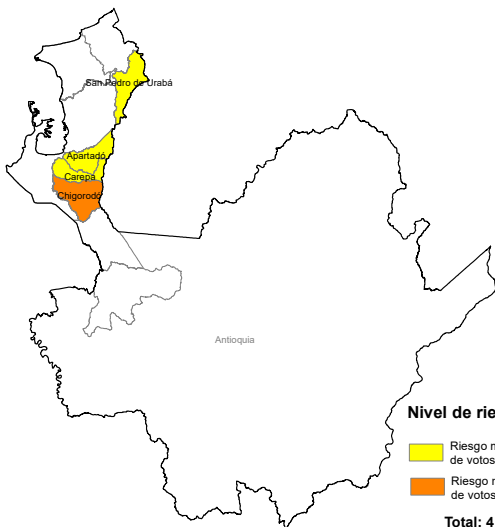 San Pedro de Urabá
Apartadó
Carepa
Chigorodó
Antioquia
Nivel de rie
Riesgo m
de votos
Riesgo m
de votos
Total: 4